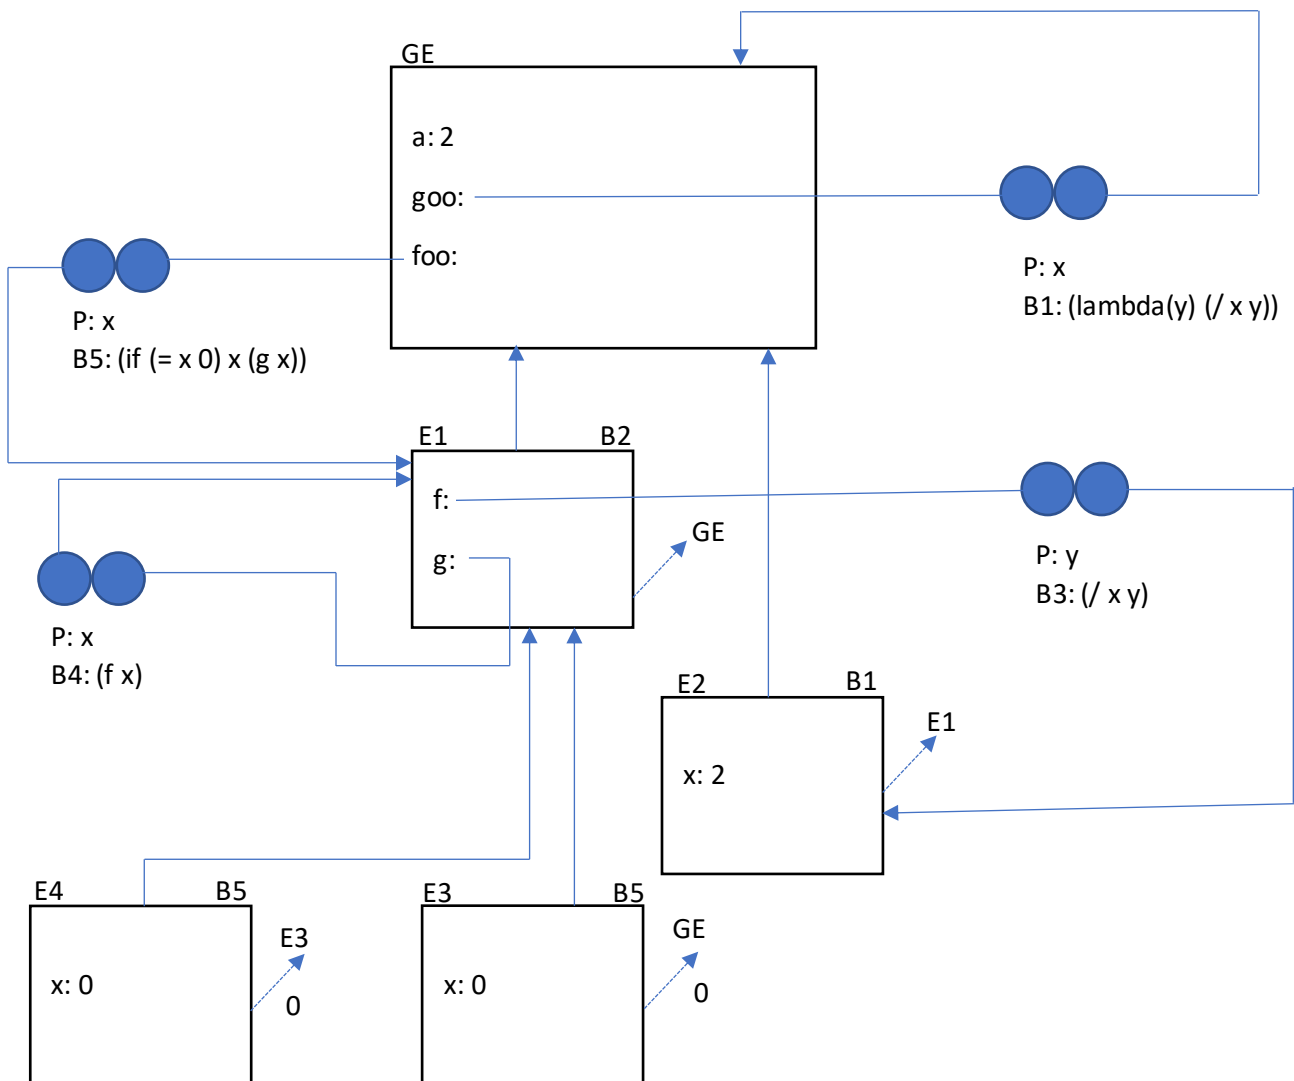 GE
a: 2
goo:
foo:
P: x
B1: (lambda(y) (/ x y))
P: x
B5: (if (= x 0) x (g x))
E1
B2
f:
g:
GE
P: y
B3: (/ x y)
P: x
B4: (f x)
E2
B1
x: 2
E1
E4
B5
x: 0
E3
0
E3
B5
x: 0
GE
0